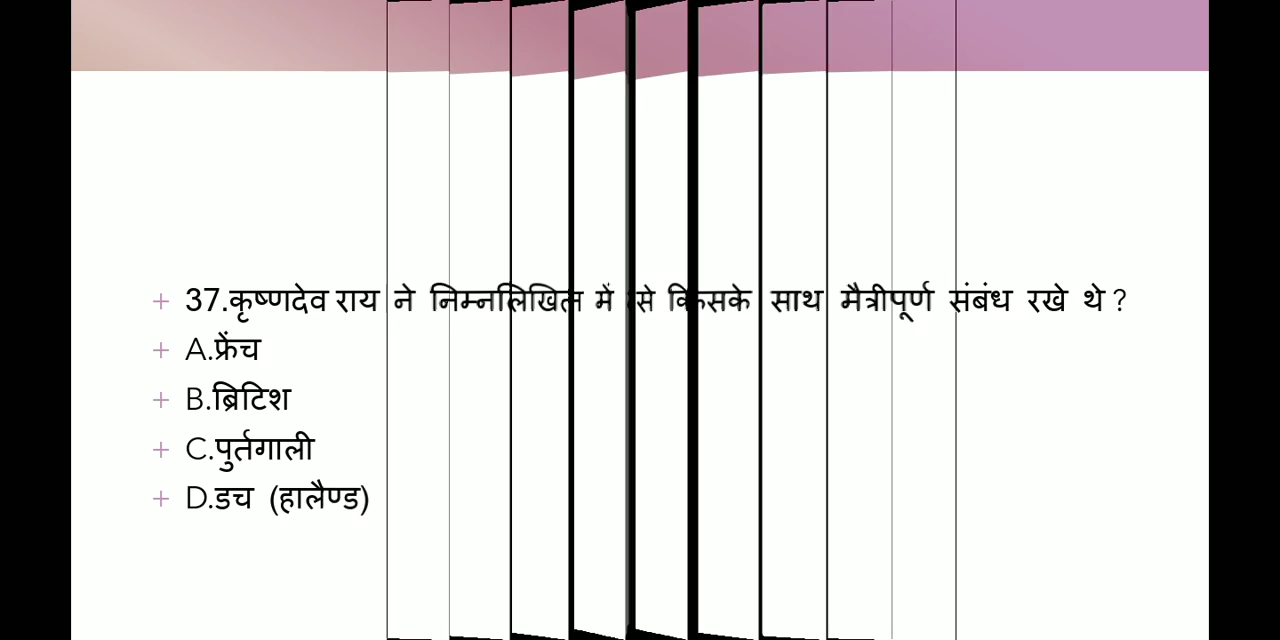 + 37.कृष्णदेव राय ने निम्नलिखित में से किसके साथ मैत्रीपूर्ण संबंध रखे थे ?
+ A.फ्रेंच
+ B.ब्रिटिश
+ C.पुर्तगाली
+ D.डच (हालैण्ड)